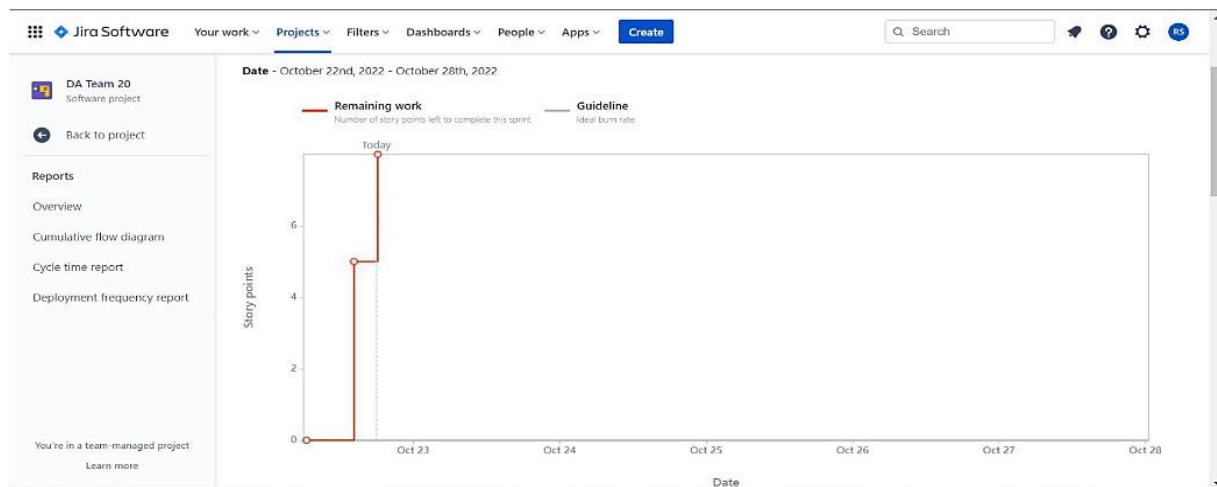 Jira Software Your work Projects Filters Dashboards People Apps Create Search RS
DA Team 20
Software project
Back to project
Reports
Overview
Cumulative flow diagram
Cycle time report
Deployment frequency report
You're in a team-managed project
Learn more
Date - October 22nd, 2022 - October 28th, 2022
Remaining work
Number of story points left to complete this sprint
Guideline
Ideal burn rate
Today
6
4
2
0
Story points
Oct 23 Oct 24 Oct 25 Oct 26 Oct 27 Oct 28
Date